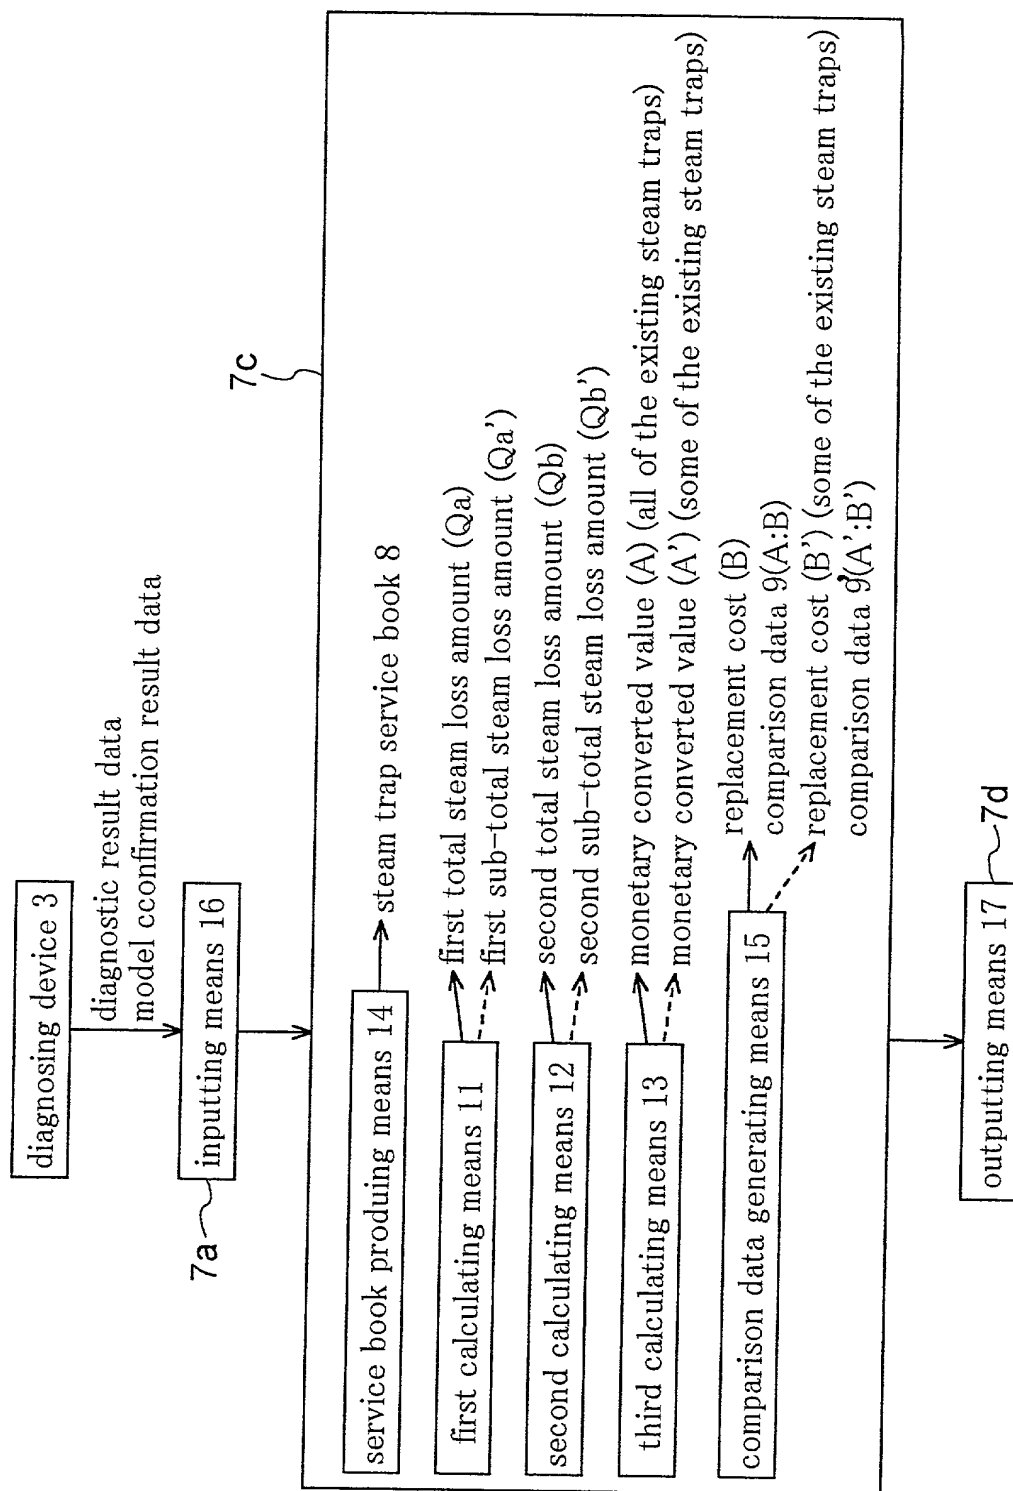 diagnosing device 3
diagnostic result data
model cconfirmation result data
7a
inputting means 16
7c
service book produing means 14
steam trap service book 8
first calculating means 11
first total steam loss amount (Qa)
first sub-total steam loss amount (Qa')
second calculating means 12
second total steam loss amount (Qb)
second sub-total steam loss amount (Qb')
third calculating means 13
monetary converted value (A) (all of the existing steam traps)
monetary converted value (A') (some of the existing steam traps)
comparison data generating means 15
replacement cost (B)
comparison data 9(A:B)
replacement cost (B') (some of the existing steam traps)
comparison data 9'(A':B')
7d
outputting means 17